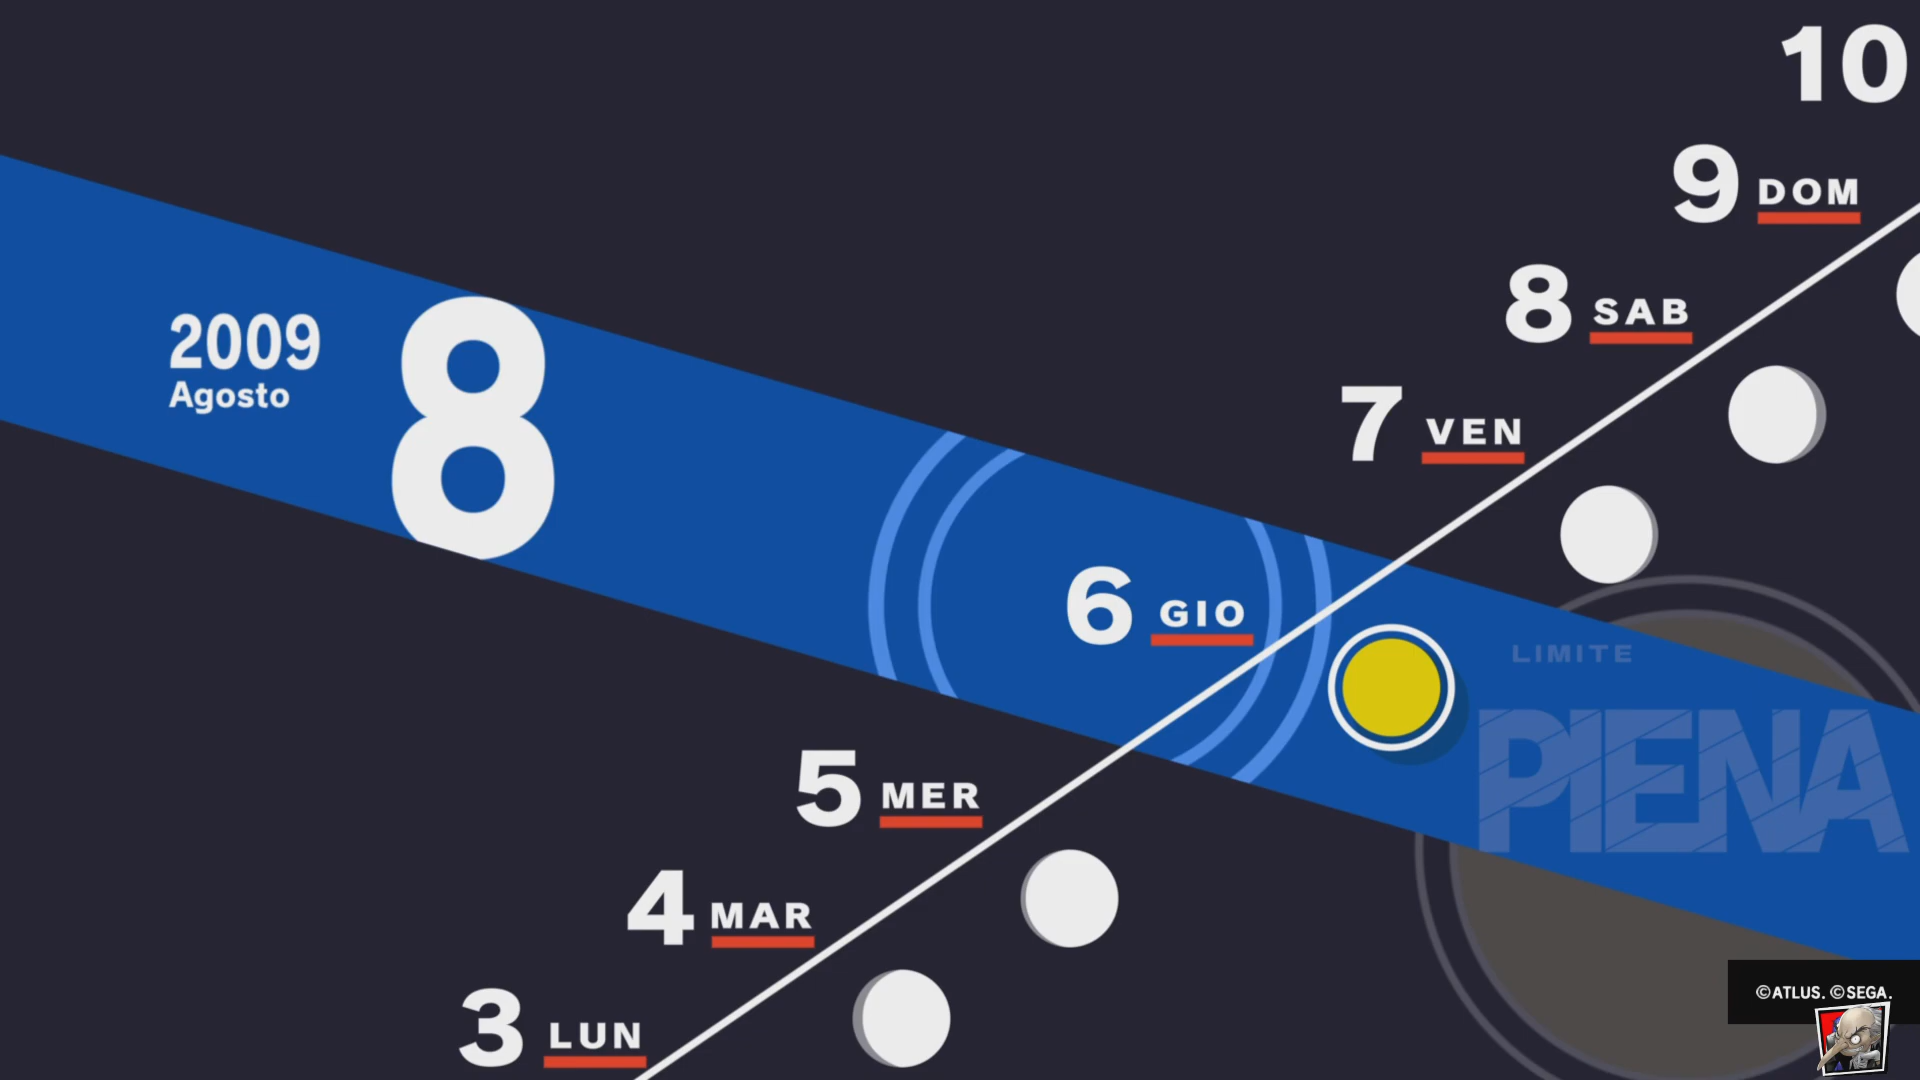 2009
Agosto
8
10
9 DOM
8 SAB
7 VEN
6 GIO
5 MER
4 MAR
3 LUN
LIMITE
PIENA
©ATLUS. ©SEGA.